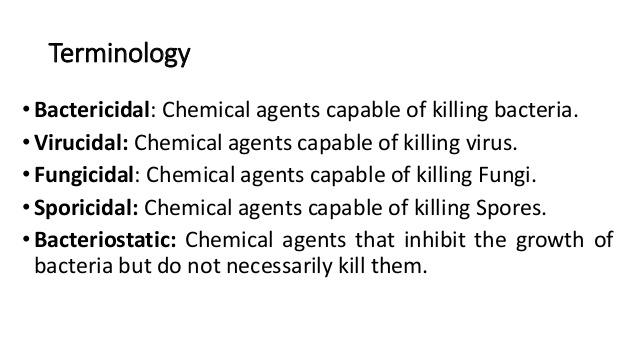 Terminology
• Bactericidal: Chemical agents capable of killing bacteria.
• Virucidal: Chemical agents capable of killing virus.
• Fungicidal: Chemical agents capable of killing Fungi.
• Sporicidal: Chemical agents capable of killing Spores.
• Bacteriostatic: Chemical agents that inhibit the growth of
bacteria but do not necessarily kill them.